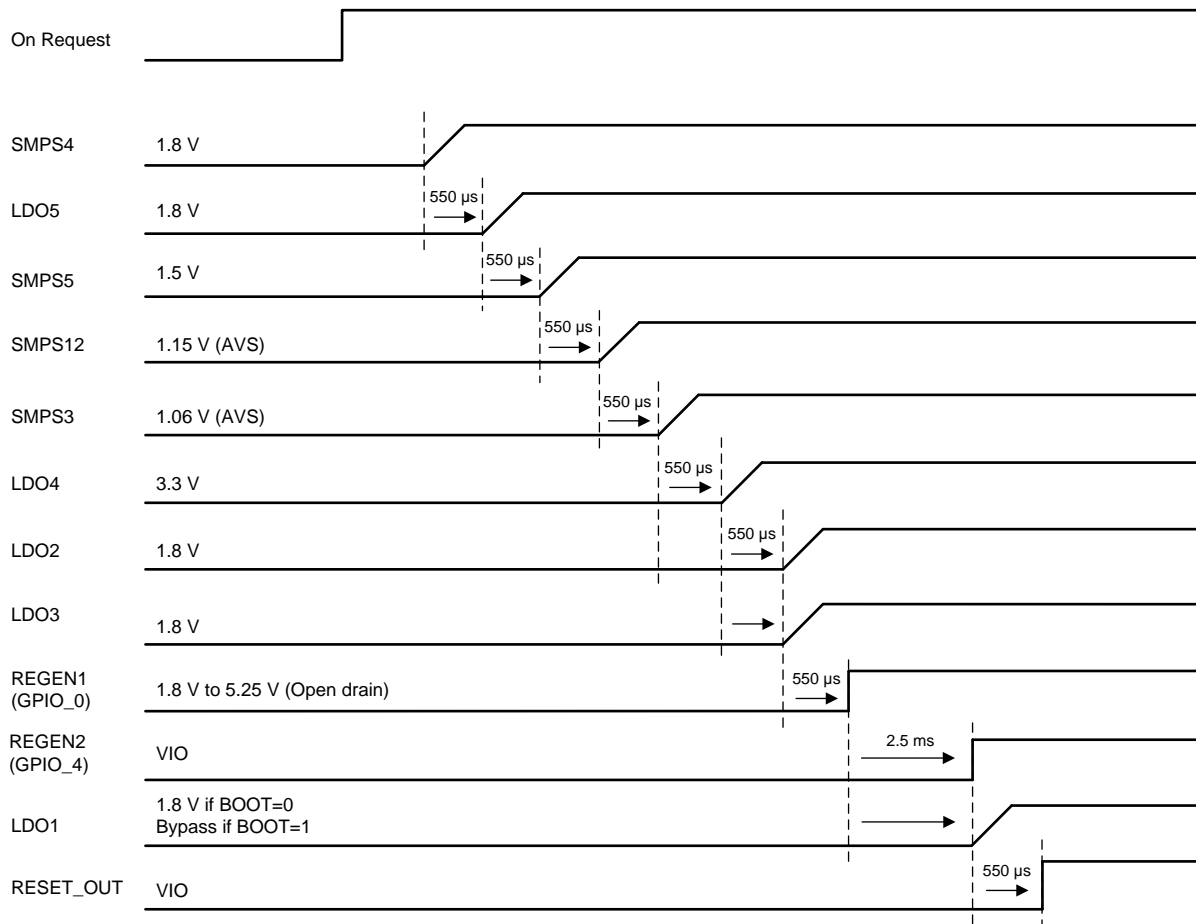 On Request
SMPS4 1.8 V
550 µs
LDO5 1.8 V
550 µs
SMPS5 1.5 V
550 µs
SMPS12 1.15 V (AVS)
550 µs
SMPS3 1.06 V (AVS)
550 µs
LDO4 3.3 V
550 µs
LDO2 1.8 V
LDO3 1.8 V
550 µs
REGEN1
(GPIO_0) 1.8 V to 5.25 V (Open drain)
2.5 ms
REGEN2
(GPIO_4) VIO
1.8 V if BOOT=0
LDO1 Bypass if BOOT=1
550 µs
RESET_OUT VIO